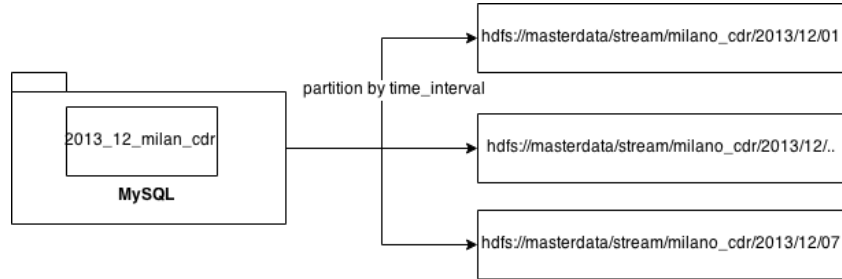 hdfs://masterdata/stream/milano_cdr/2013/12/01
partition by time_interval
2013_12_milan_cdr
hdfs://masterdata/stream/milano_cdr/2013/12/..
MySQL
hdfs://masterdata/stream/milano_cdr/2013/12/07